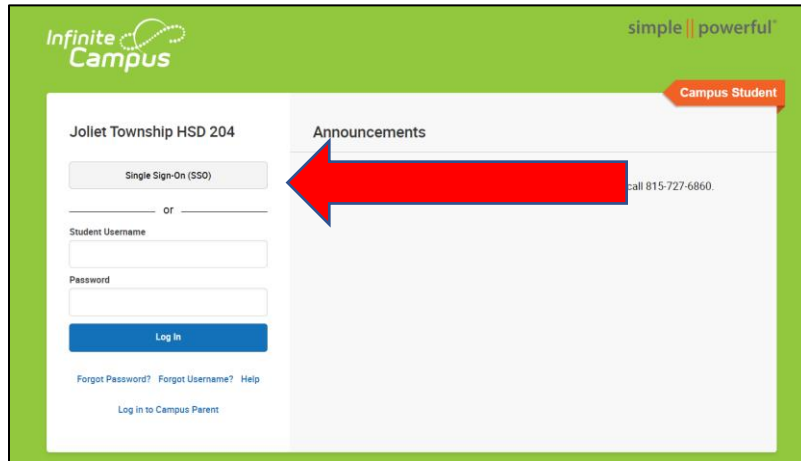 Infinite
Campus
simple || powerful
Campus Student
Joliet Township HSD 204
Announcements
Single Sign-On (SSO)
call 815-727-6860.
or
Student Username
Password
Log In
Forgot Password? Forgot Username? Help
Log in to Campus Parent